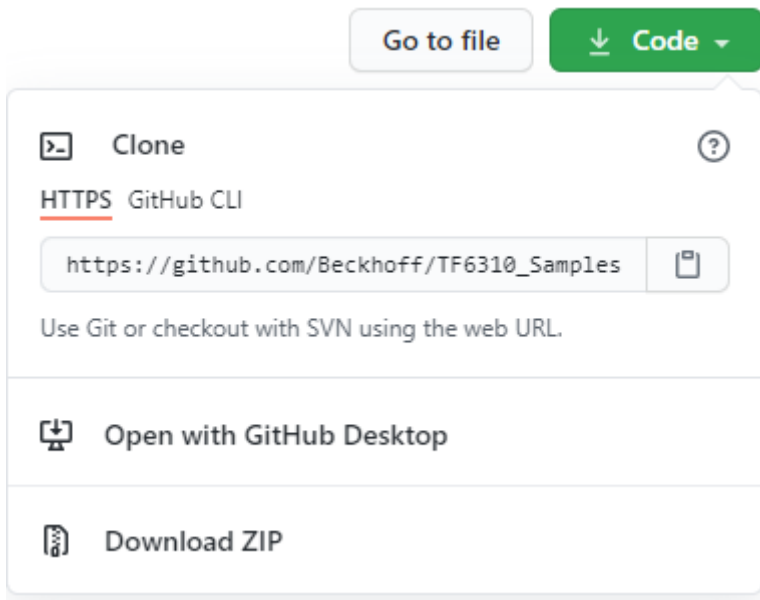 Go to file
Code
Clone
HTTPS GitHub CLI
https://github.com/Beckhoff/TF6310_Samples
Use Git or checkout with SVN using the web URL.
Open with GitHub Desktop
Download ZIP